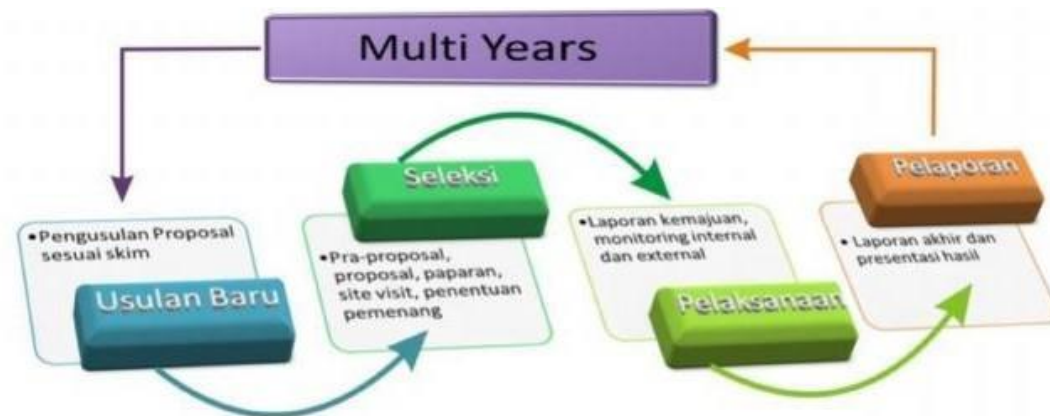 Multi Years
•Pengusulan Proposal
sesuai skim
Usulan Baru
Seleksi
•Pra-proposal,
proposal, paparan,
site visit, penentuan
pemenang
•Laporan kemajuan,
monitoring internal
dan external
Pelaksanaan
Pelaporan
• Laporan akhir dan
presentasi hasil